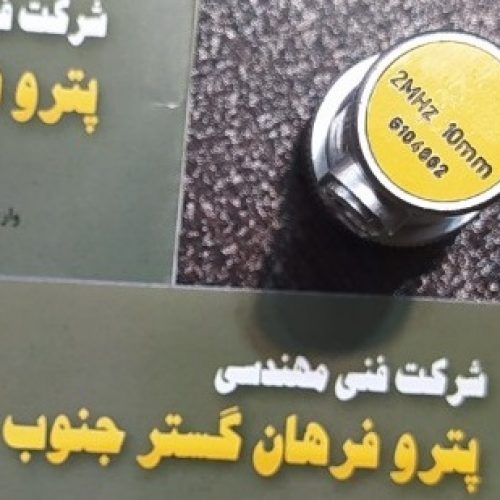 شرکت
پترو
2MHz 10mm
6104862
شرکت فنی مهندسی
پترو فرهان گستر جنوب